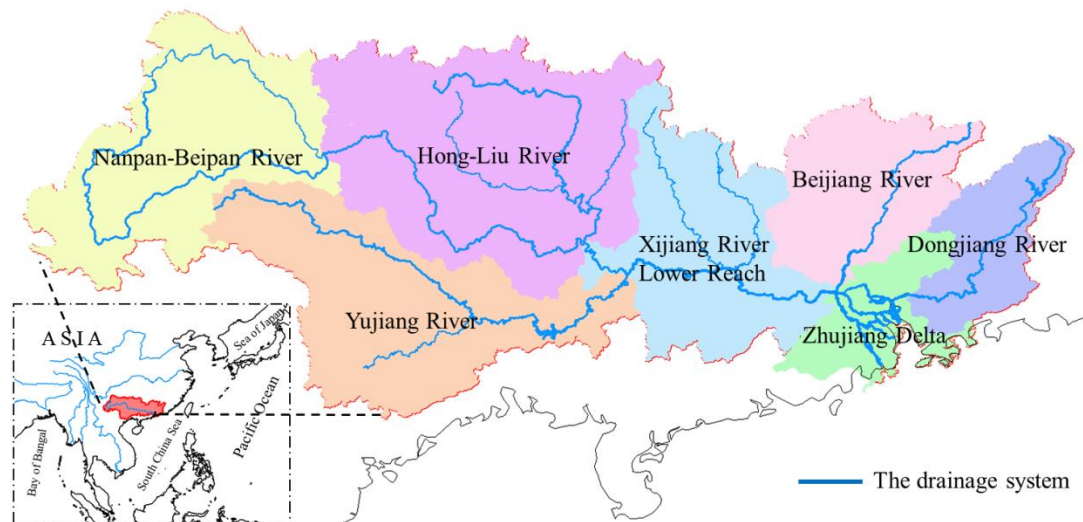 Nanpan-Beipan River
Hong-Liu River
Beijiang River
Xijiang River
Lower Reach
Dongjiang River
Yujiang River
Zhujiang Delta
ASIA
Sea of Japan
Pacific Ocean
South China Sea
Bay of Bangal
The drainage system